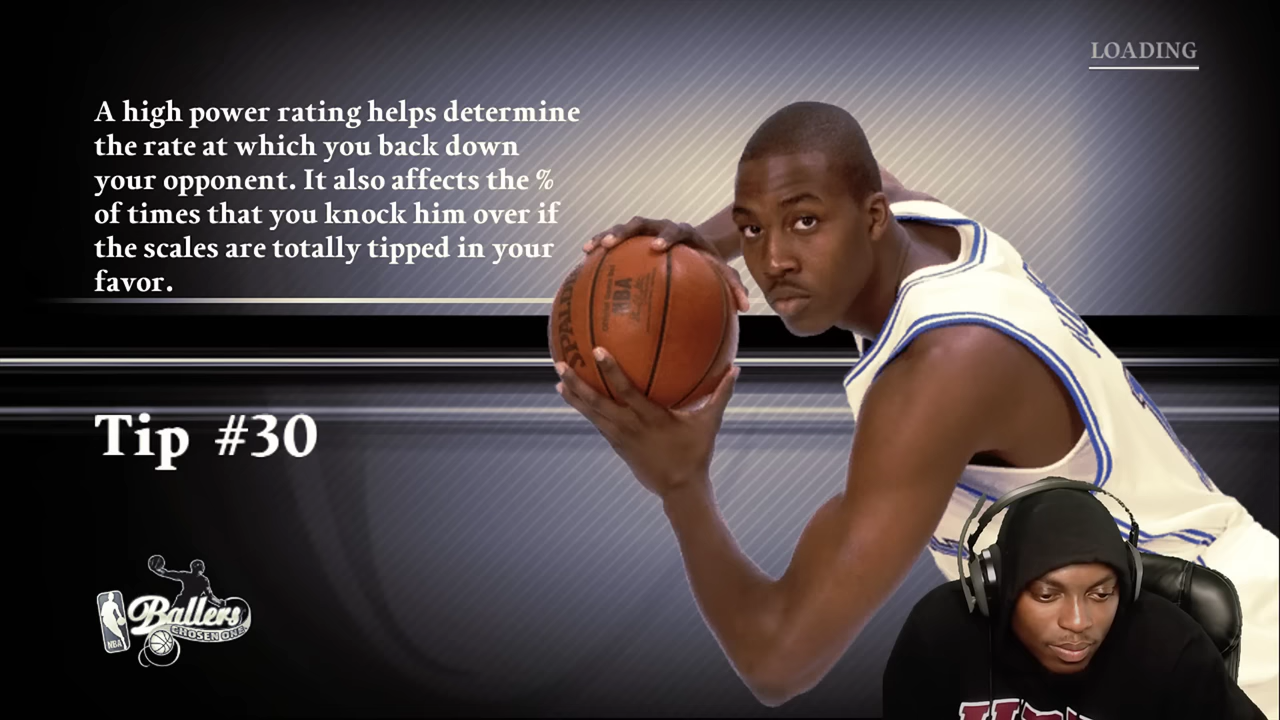 LOADING
A high power rating helps determine
the rate at which you back down
your opponent. It also affects the %
of times that you knock him over if
the scales are totally tipped in your
favor.
SPALDI
NBA
Tip #30
Ballers
CHOSEN ONE
NBA